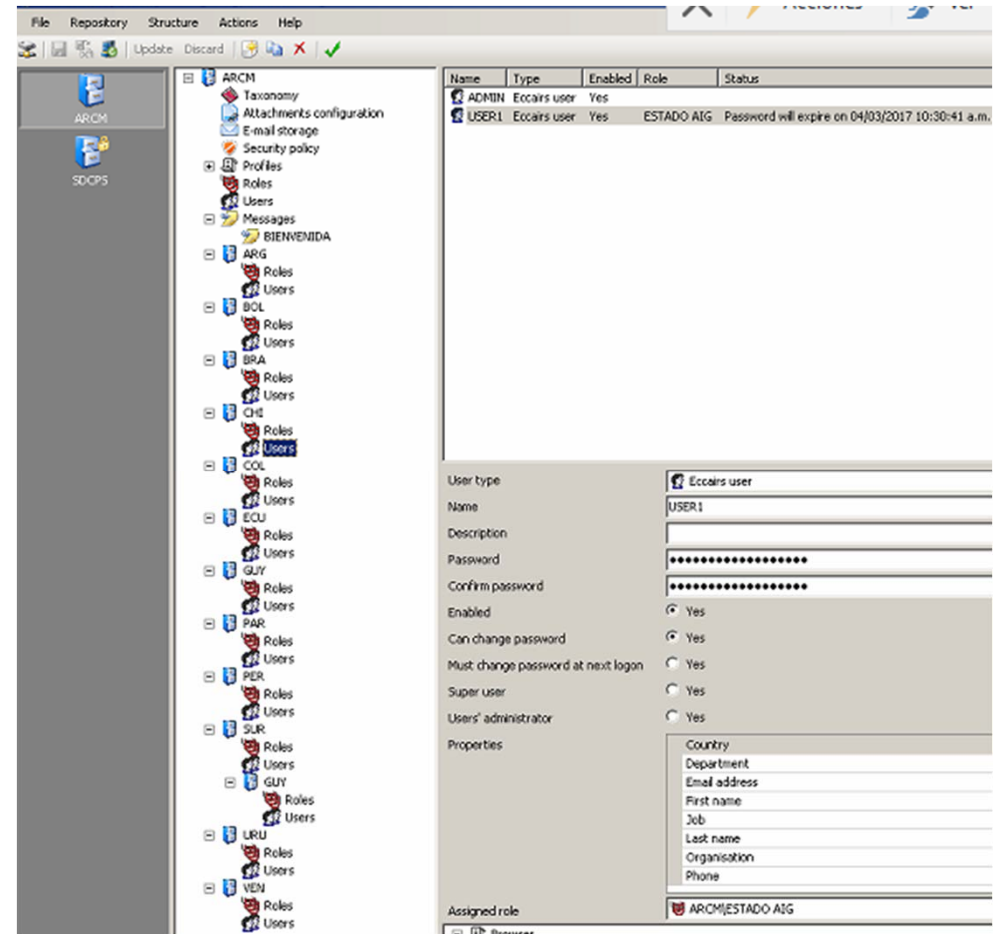 File Repository Structure Actions Help
Update Discard
ARCM
SDCPS
ARCM
Taxonomy
Attachments configuration
E-mail storage
Security policy
Profiles
Roles
Users
Messages
BIENVENIDA
ARG
Roles
Users
BOL
Roles
Users
BRA
Roles
Users
CHI
Roles
Users
COL
Roles
Users
ECU
Roles
Users
GUY
Roles
Users
PAR
Roles
Users
PER
Roles
Users
SUR
Roles
Users
GUY
Roles
Users
URU
Roles
Users
VEN
Roles
Users
Name Type Enabled Role Status
ADMIN Eccairs user Yes
USER1 Eccairs user Yes ESTADO AIG Password will expire on 04/03/2017 10:30:41 a.m.
User type Eccairs user
Name USER1
Description
Password ••••••••••••••••••
Confirm password ••••••••••••••••••
Enabled Yes
Can change password Yes
Must change password at next logon Yes
Super user Yes
Users' administrator Yes
Properties Country
Department
Email address
First name
Job
Last name
Organisation
Phone
Assigned role ARCM\ESTADO AIG